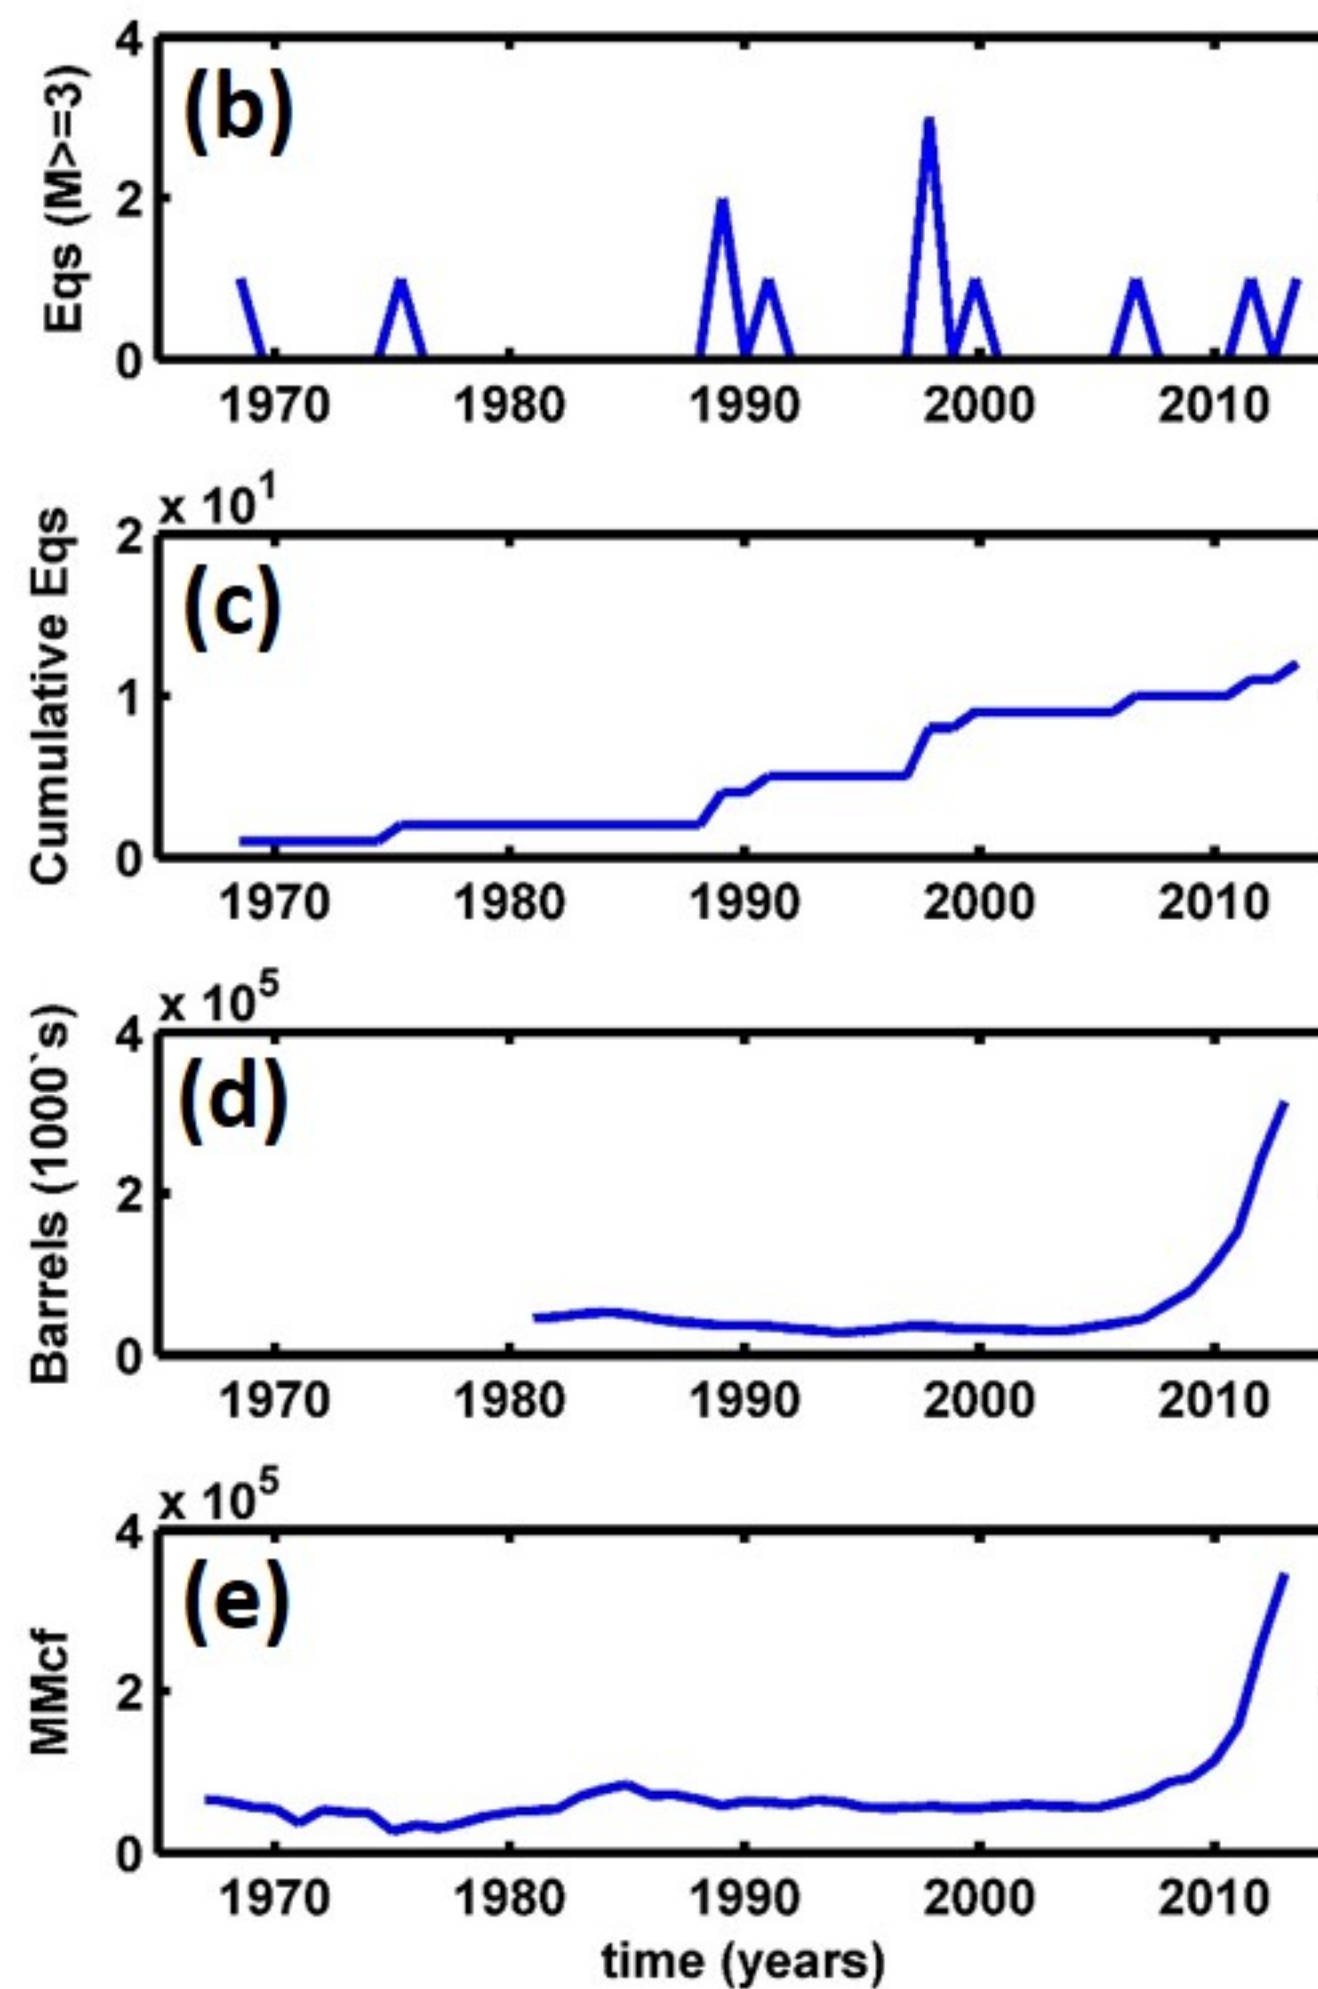 4
(b)
Eqs (M>=3)
2
0
1970 1980 1990 2000 2010
x 10^1
2
(c)
Cumulative Eqs
1
0
1970 1980 1990 2000 2010
x 10^5
4
(d)
Barrels (1000`s)
2
0
1970 1980 1990 2000 2010
x 10^5
4
(e)
MMcf
2
0
1970 1980 1990 2000 2010
time (years)